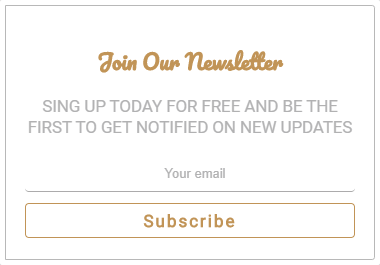 Join Our Newsletter
SING UP TODAY FOR FREE AND BE THE
FIRST TO GET NOTIFIED ON NEW UPDATES
Your email
Subscribe